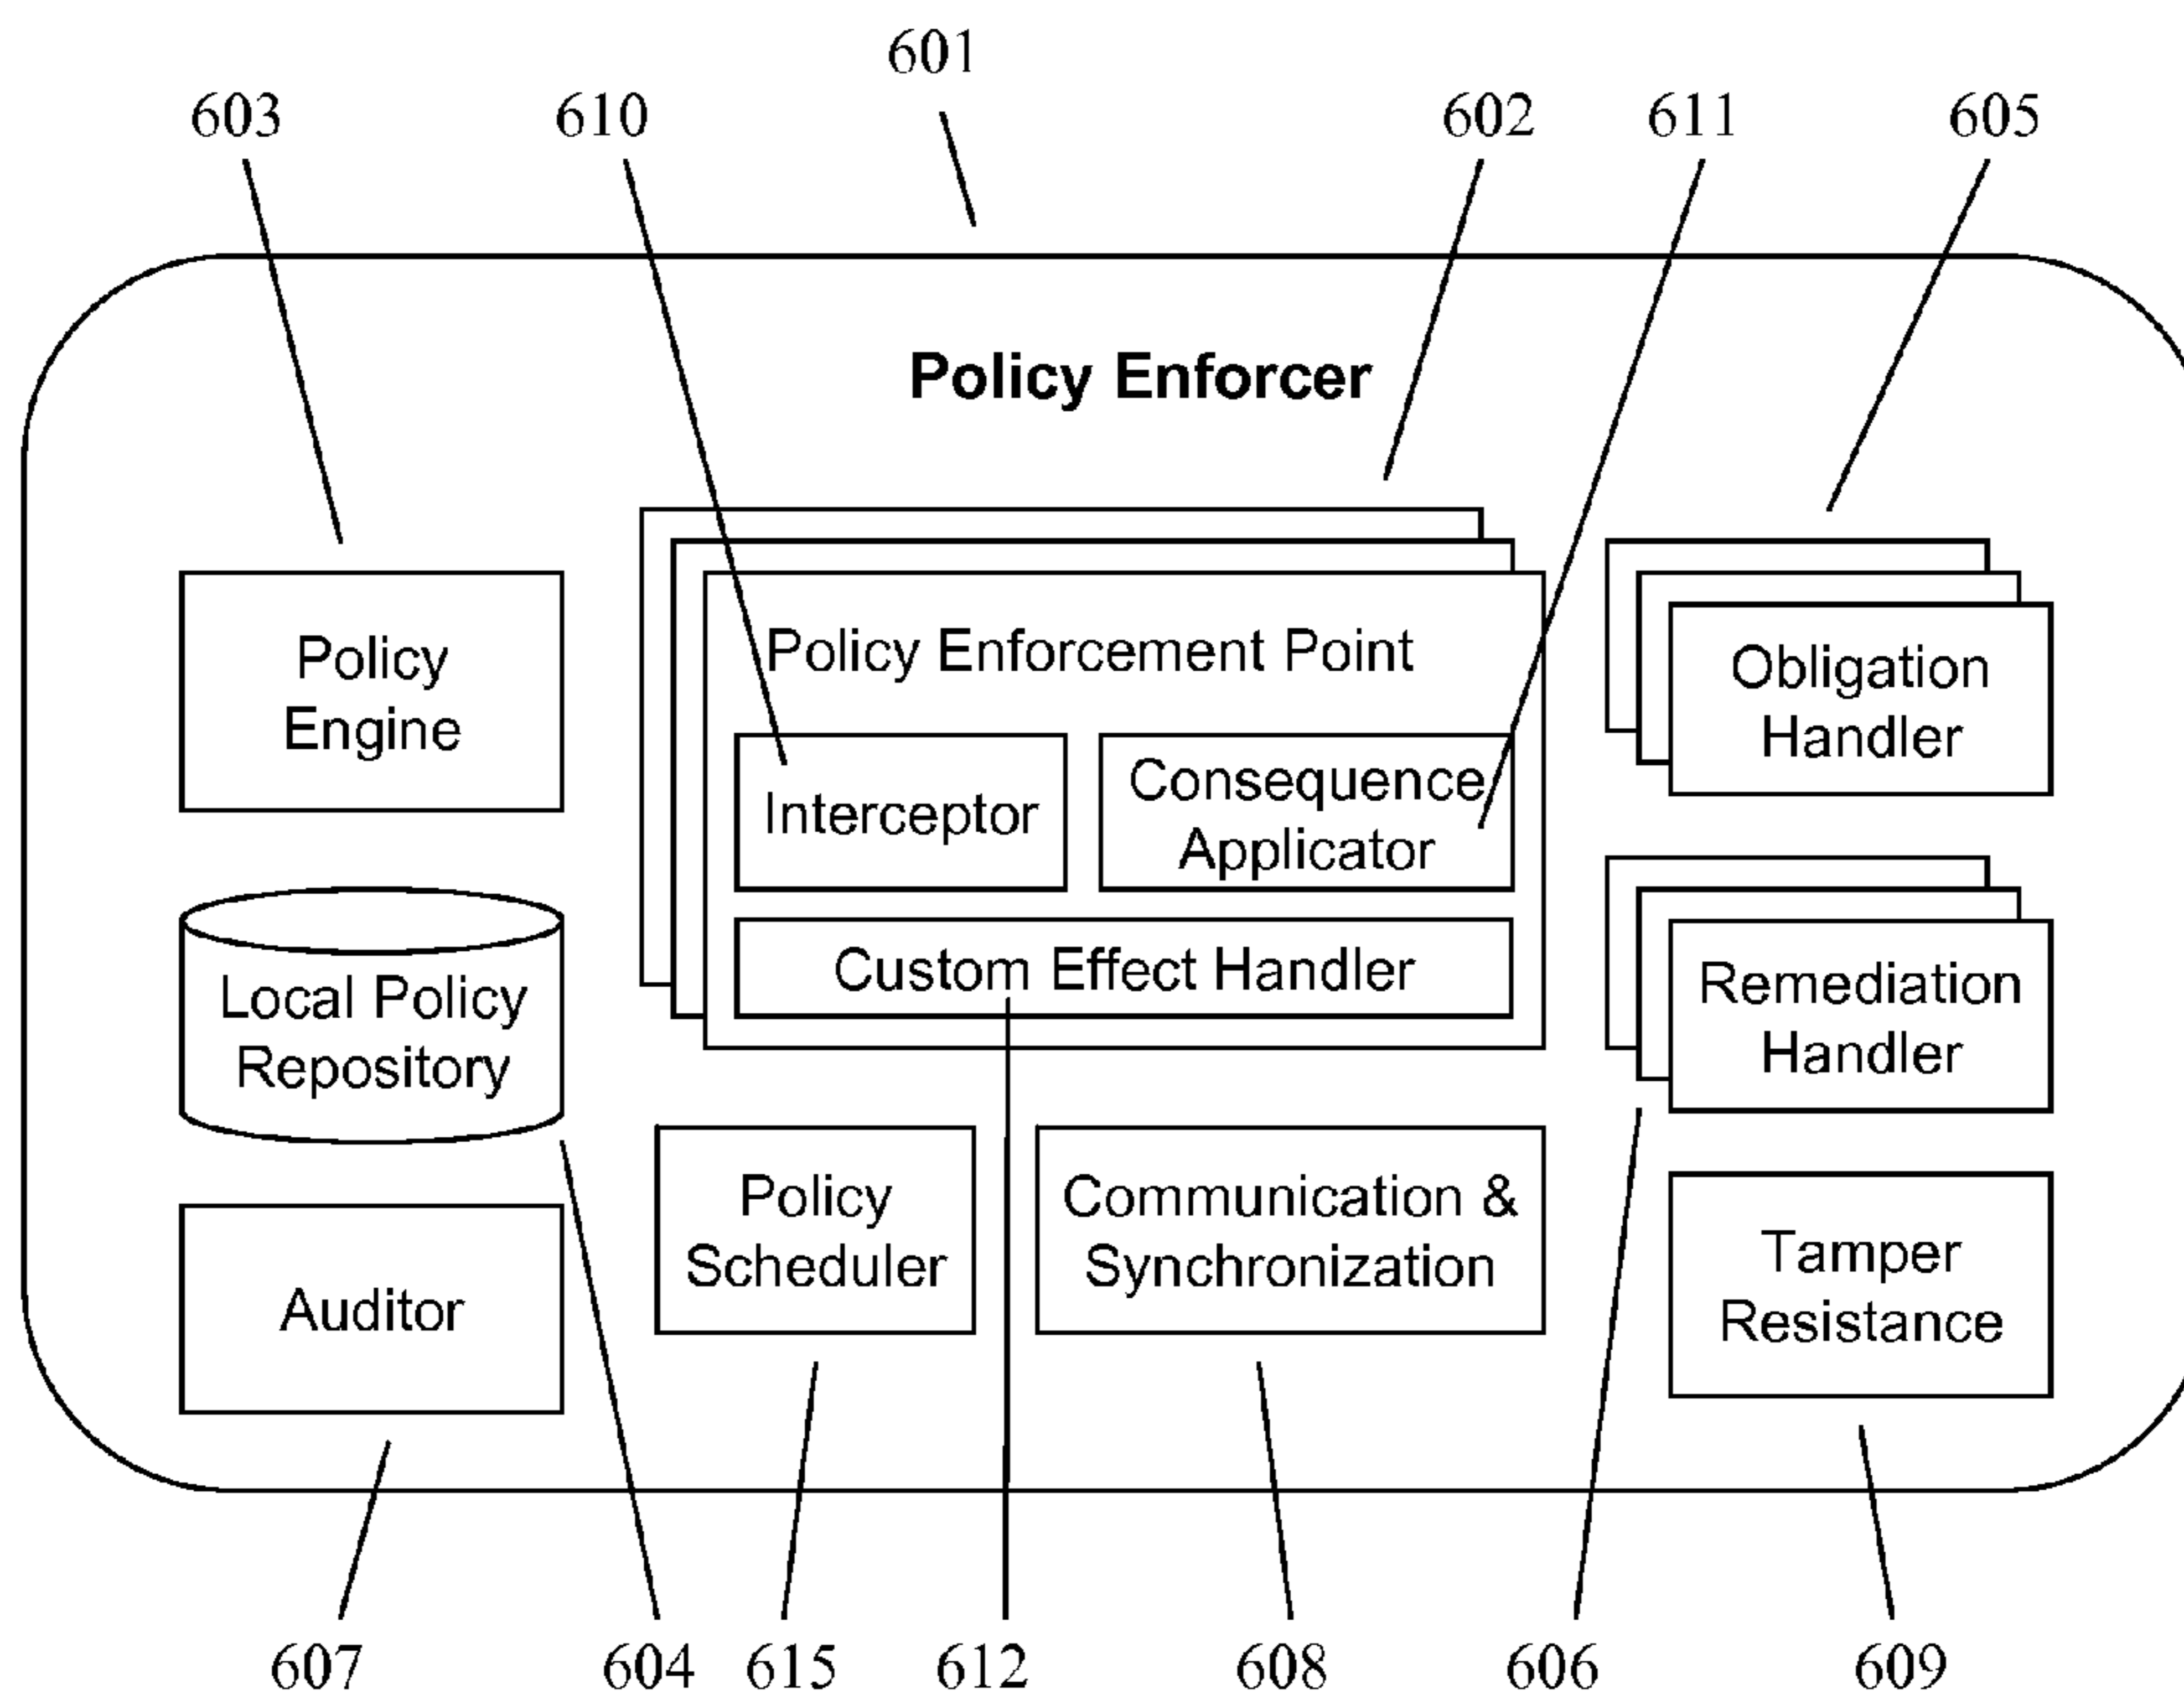 601
603
610
602
611
605
Policy Enforcer
Policy
Engine
Policy Enforcement Point
Interceptor
Consequence
Applicator
Custom Effect Handler
Obligation
Handler
Local Policy
Repository
Remediation
Handler
Auditor
Policy
Scheduler
Communication &
Synchronization
Tamper
Resistance
607
604
615
612
608
606
609